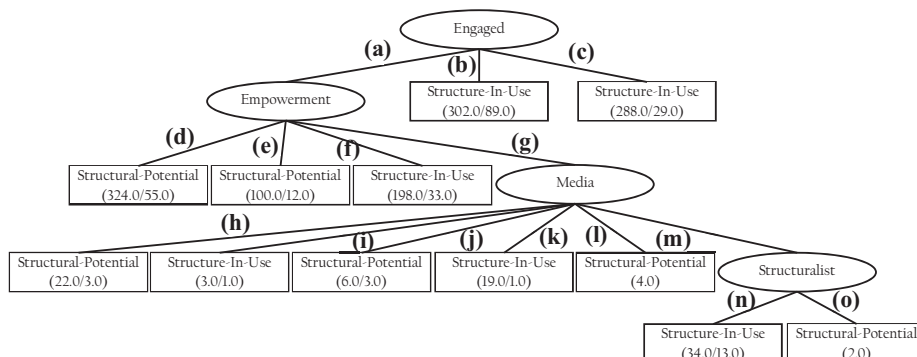 Engaged
(a)
(b)
(c)
Empowerment
Structure-In-Use
(302.0/89.0)
Structure-In-Use
(288.0/29.0)
(d)
(e)
(f)
(g)
Structural-Potential
(324.0/55.0)
Structural-Potential
(100.0/12.0)
Structure-In-Use
(198.0/33.0)
Media
(h)
(i)
(j)
(k)
(l)
(m)
Structural-Potential
(22.0/3.0)
Structure-In-Use
(3.0/1.0)
Structural-Potential
(6.0/3.0)
Structure-In-Use
(19.0/1.0)
Structural-Potential
(4.0)
Structuralist
(n)
(o)
Structure-In-Use
(34.0/13.0)
Structural-Potential
(2.0)